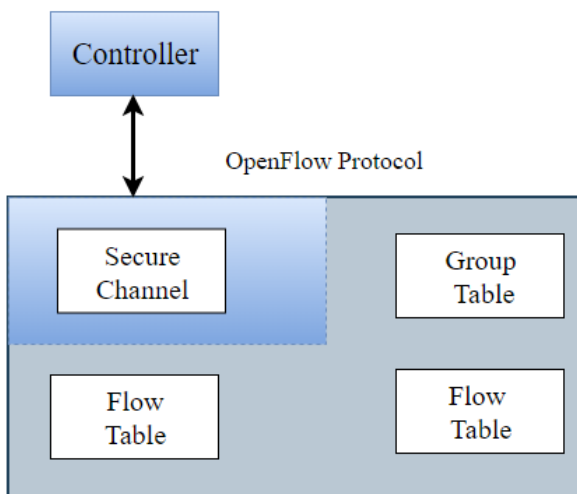 Controller
OpenFlow Protocol
Secure
Channel
Group
Table
Flow
Table
Flow
Table